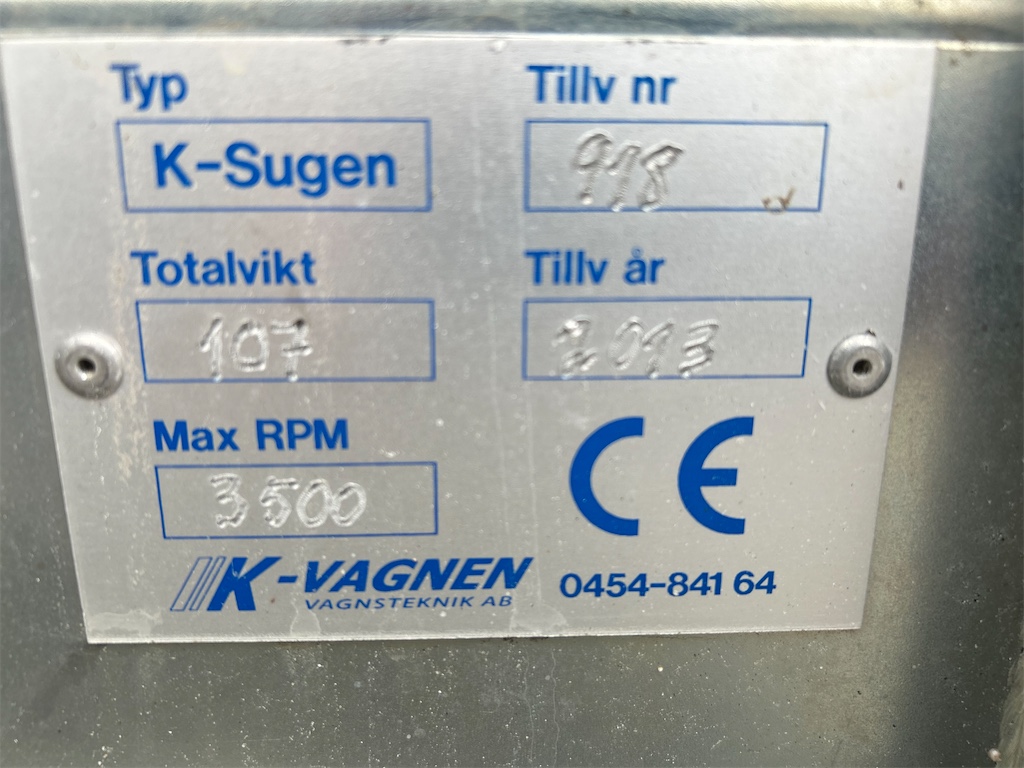 Typ
K-Sugen
Tillv nr
918
Totalvikt
107
Tillv år
2013
Max RPM
3500
CE
K-VAGNEN
VAGNSTEKNIK AB
0454-841 64